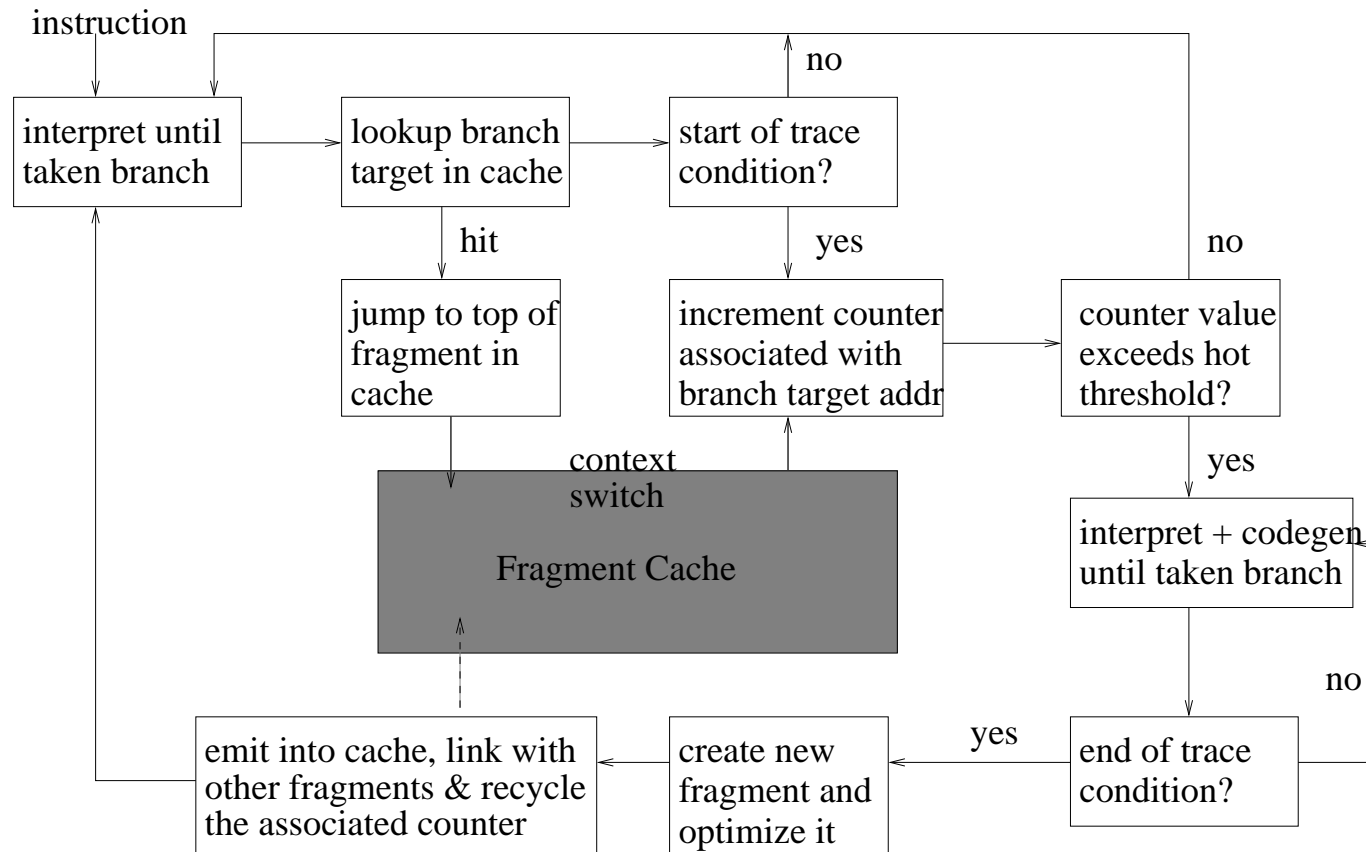 instruction
no
interpret until
taken branch
lookup branch
target in cache
start of trace
condition?
hit
yes
no
jump to top of
fragment in
cache
increment counter
associated with
branch target addr
counter value
exceeds hot
threshold?
context
switch
yes
Fragment Cache
interpret + codegen
until taken branch
no
emit into cache, link with
other fragments & recycle
the associated counter
create new
fragment and
optimize it
yes
end of trace
condition?